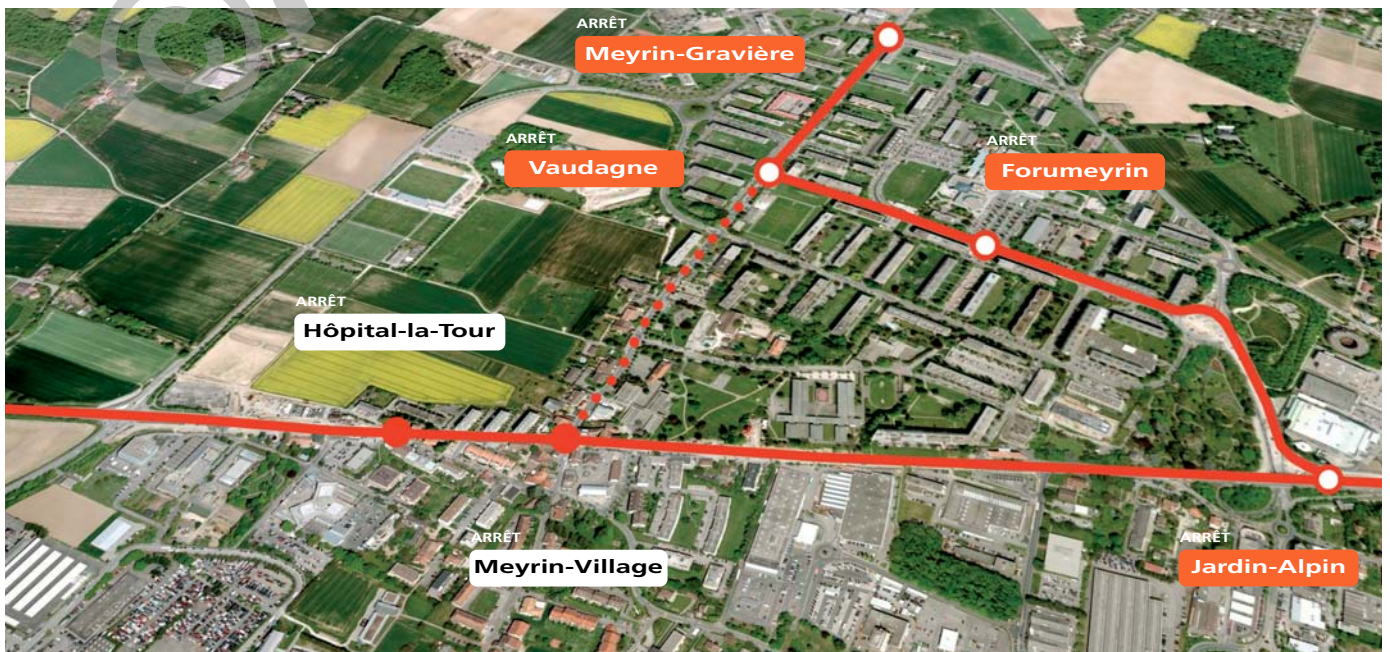 ARRÊT
Meyrin-Gravière
ARRÊT
Vaudagne
ARRÊT
Forumeyrin
ARRÊT
Hôpital-la-Tour
ARRÊT
Meyrin-Village
ARRÊT
Jardin-Alpin